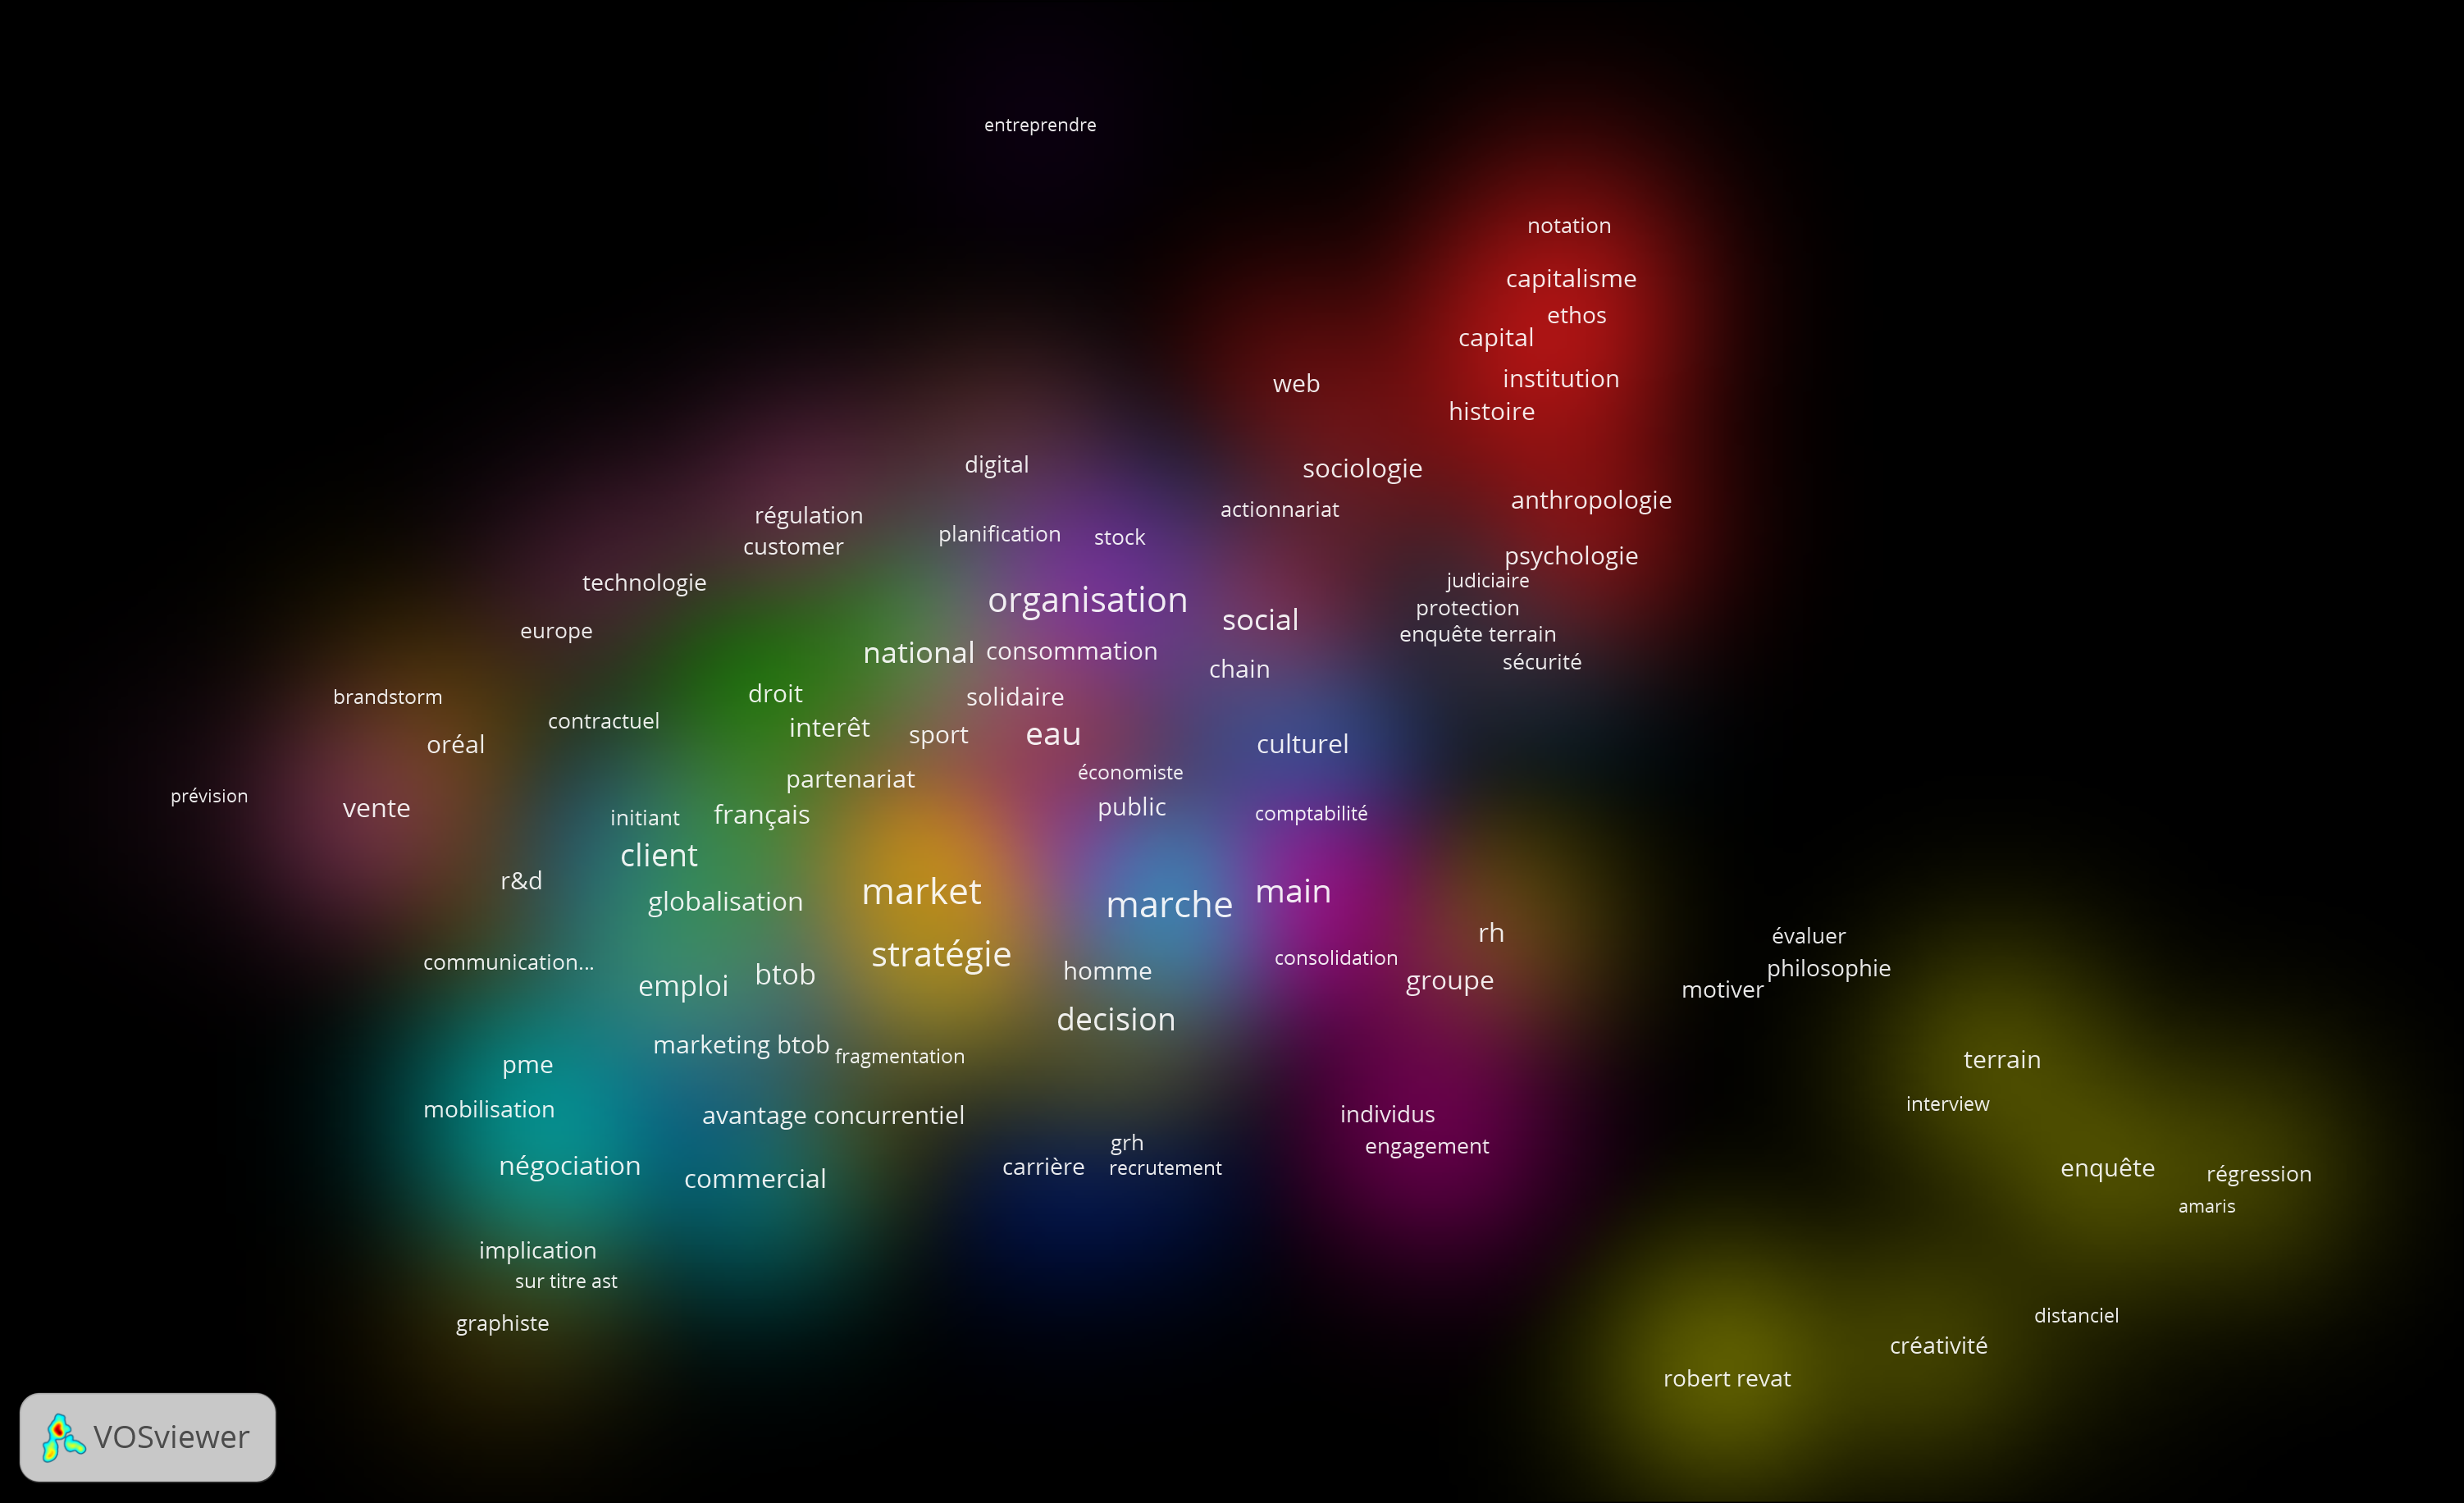 entreprendre
notation
capitalisme
ethos
capital
institution
web
histoire
digital
sociologie
anthropologie
régulation
actionnariat
planification
stock
customer
psychologie
technologie
judiciaire
organisation
protection
social
europe
enquête terrain
national
consommation
sécurité
chain
brandstorm
droit
solidaire
contractuel
interêt
sport
eau
oréal
culturel
économiste
partenariat
prévision
vente
public
initiant
français
comptabilité
client
r&d
market
main
globalisation
marche
rh
évaluer
communication...
stratégie
consolidation
philosophie
btob
homme
emploi
groupe
motiver
decision
marketing btob
fragmentation
pme
terrain
mobilisation
avantage concurrentiel
individus
interview
grh
engagement
négociation
carrière
recrutement
enquête
régression
commercial
amaris
implication
sur titre ast
graphiste
distanciel
créativité
robert revat
VOSviewer